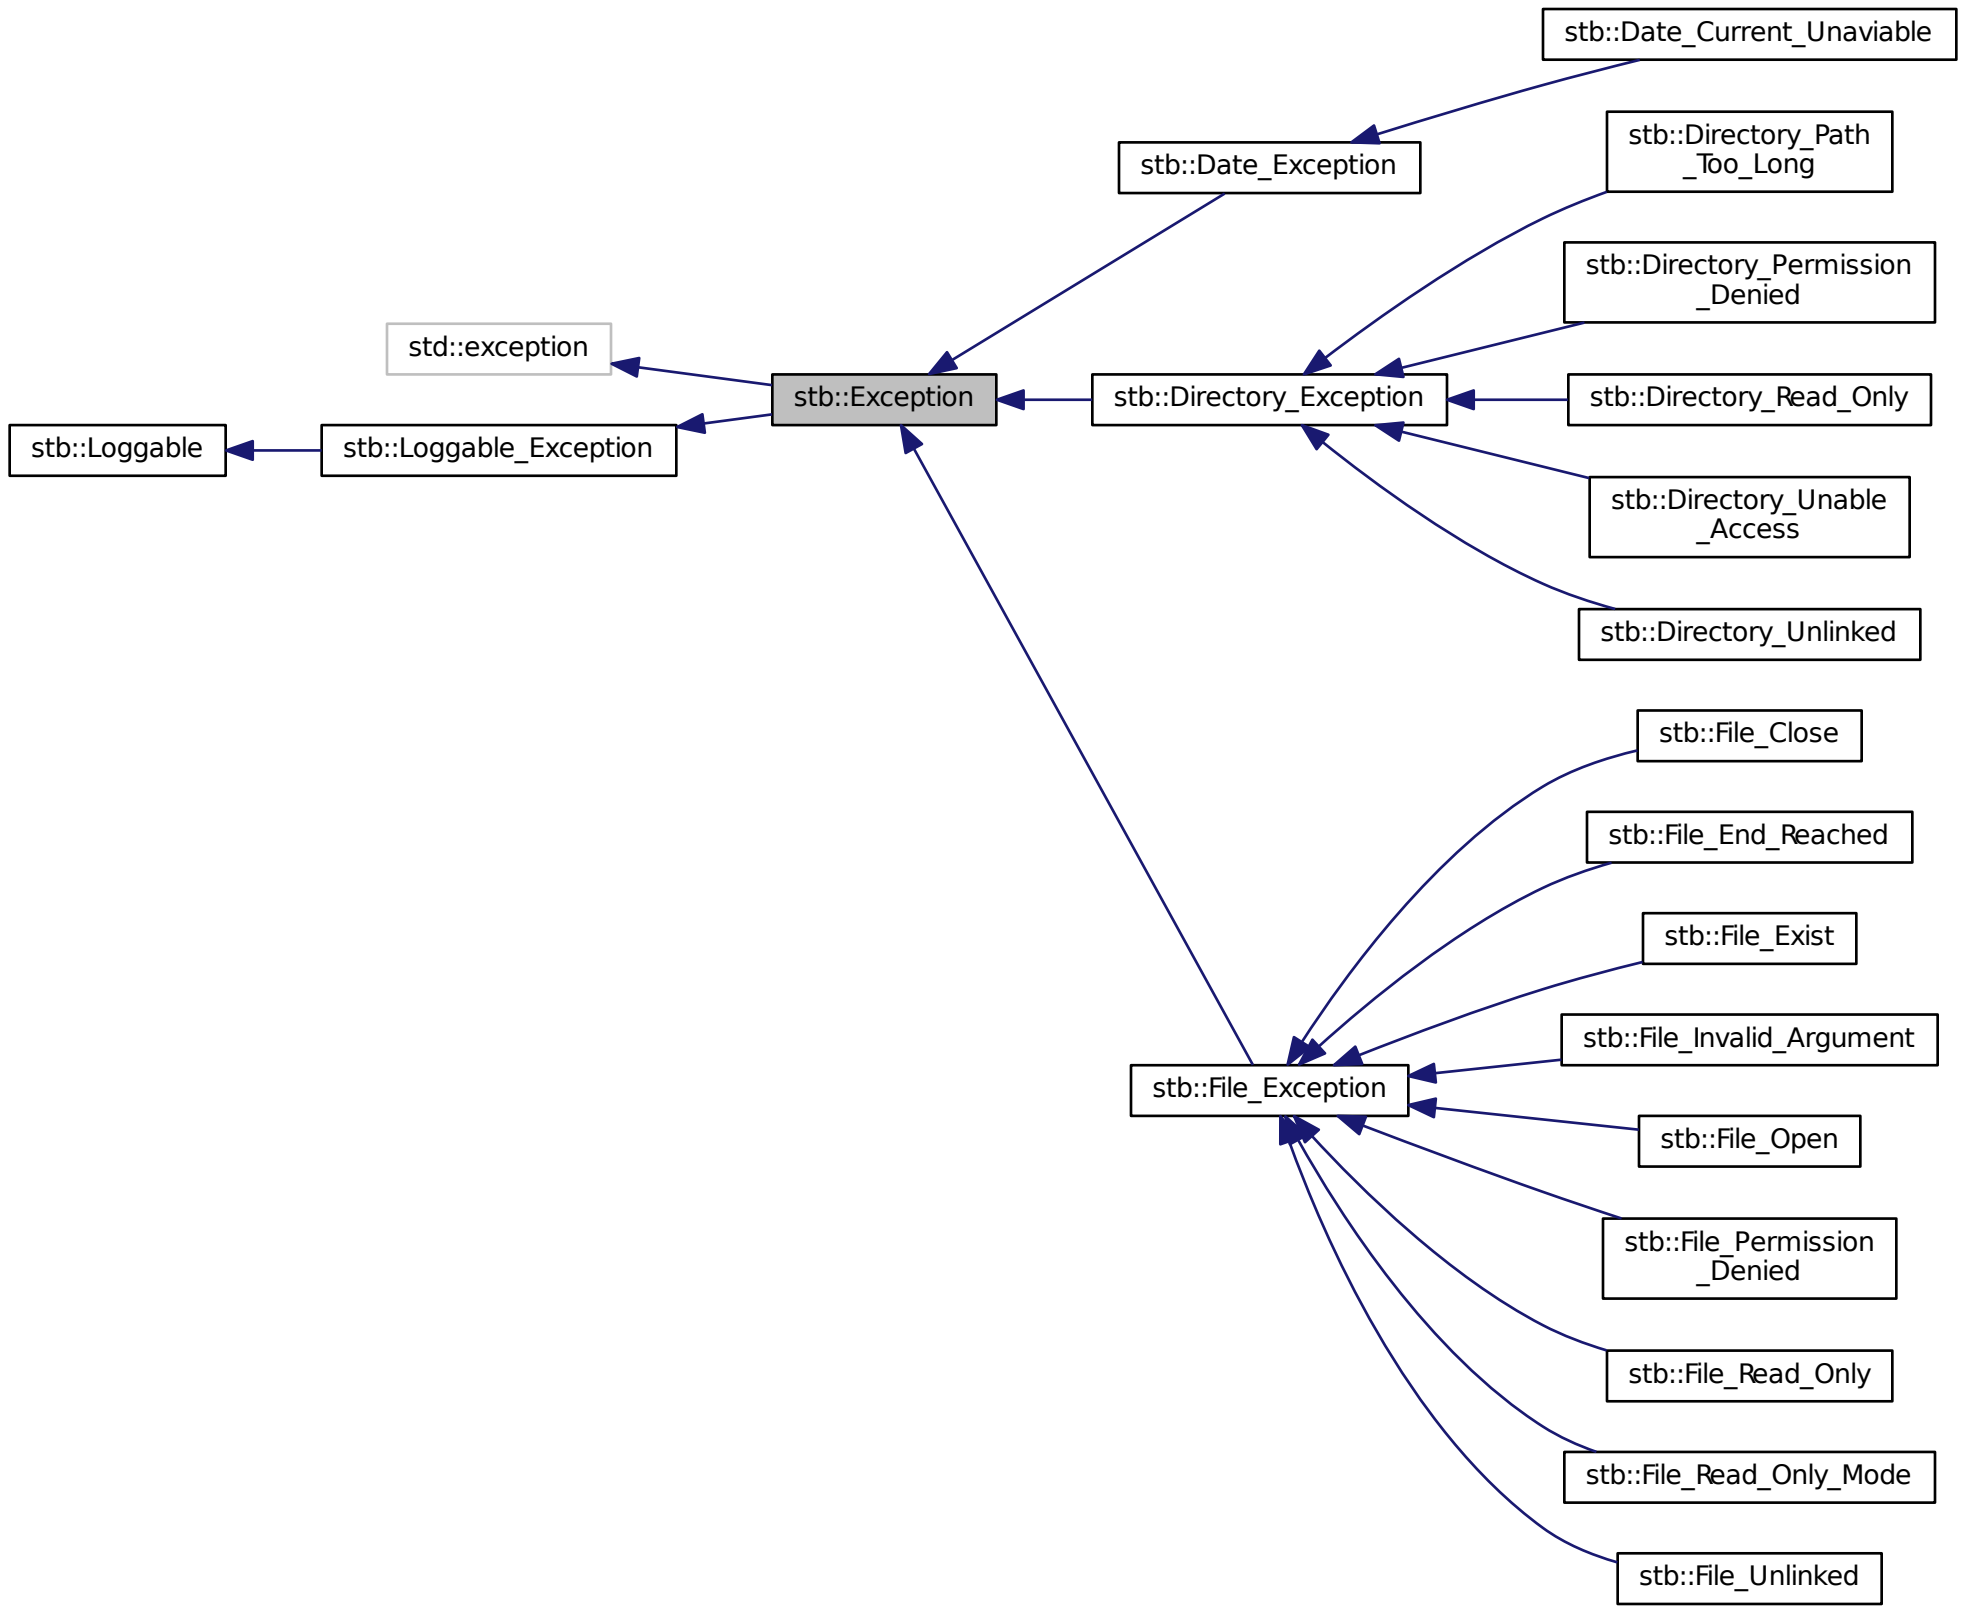 stb::Date_Current_Unaviable
stb::Directory_Path
_Too_Long
stb::Date_Exception
stb::Directory_Permission
_Denied
std::exception
stb::Exception
stb::Directory_Exception
stb::Directory_Read_Only
stb::Loggable
stb::Loggable_Exception
stb::Directory_Unable
_Access
stb::Directory_Unlinked
stb::File_Close
stb::File_End_Reached
stb::File_Exist
stb::File_Invalid_Argument
stb::File_Exception
stb::File_Open
stb::File_Permission
_Denied
stb::File_Read_Only
stb::File_Read_Only_Mode
stb::File_Unlinked